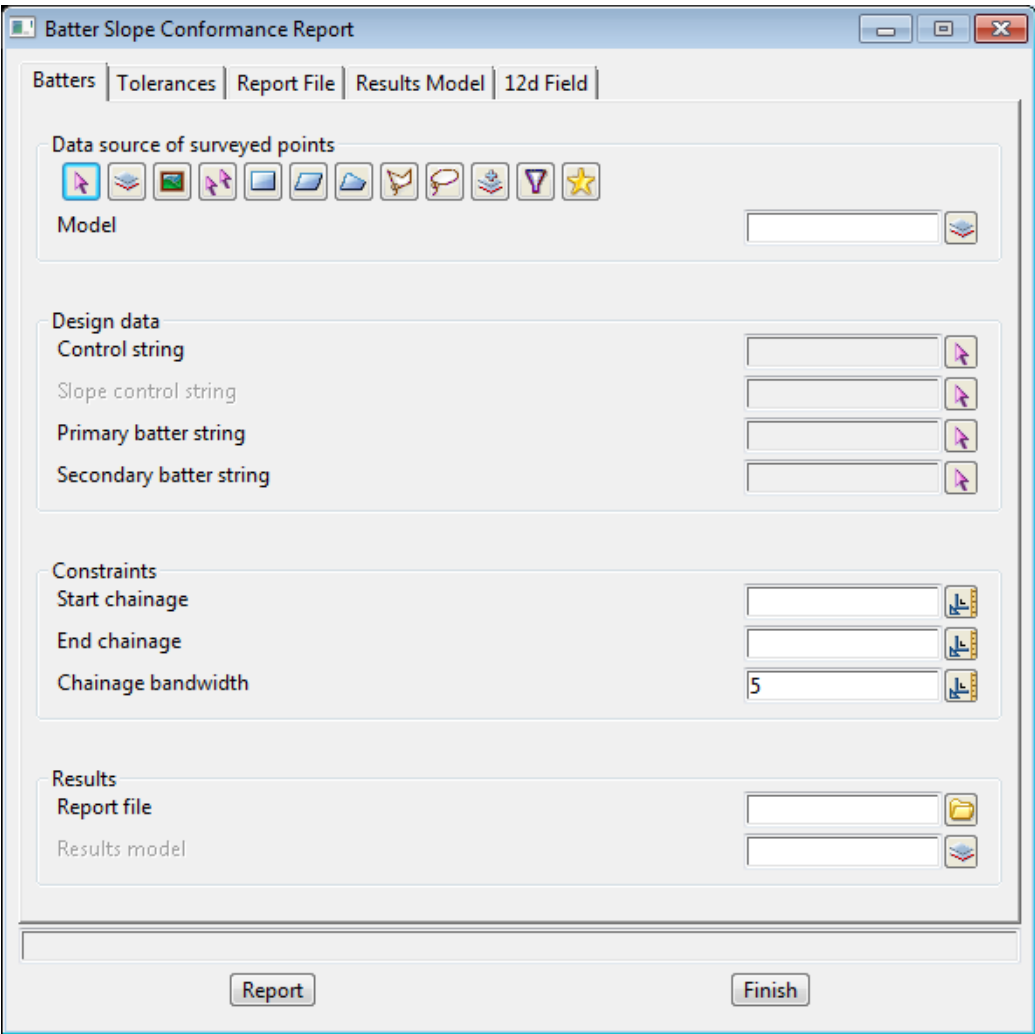 Batter Slope Conformance Report
Batters Tolerances Report File Results Model 12d Field
Data source of surveyed points
Model
Design data
Control string
Slope control string
Primary batter string
Secondary batter string
Constraints
Start chainage
End chainage
Chainage bandwidth 5
Results
Report file
Results model
Report Finish